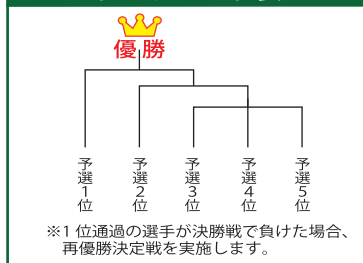 優勝
予選1位
予選2位
予選3位
予選4位
予選5位
※1位通過の選手が決勝戦で負けた場合、
再優勝決定戦を実施します。